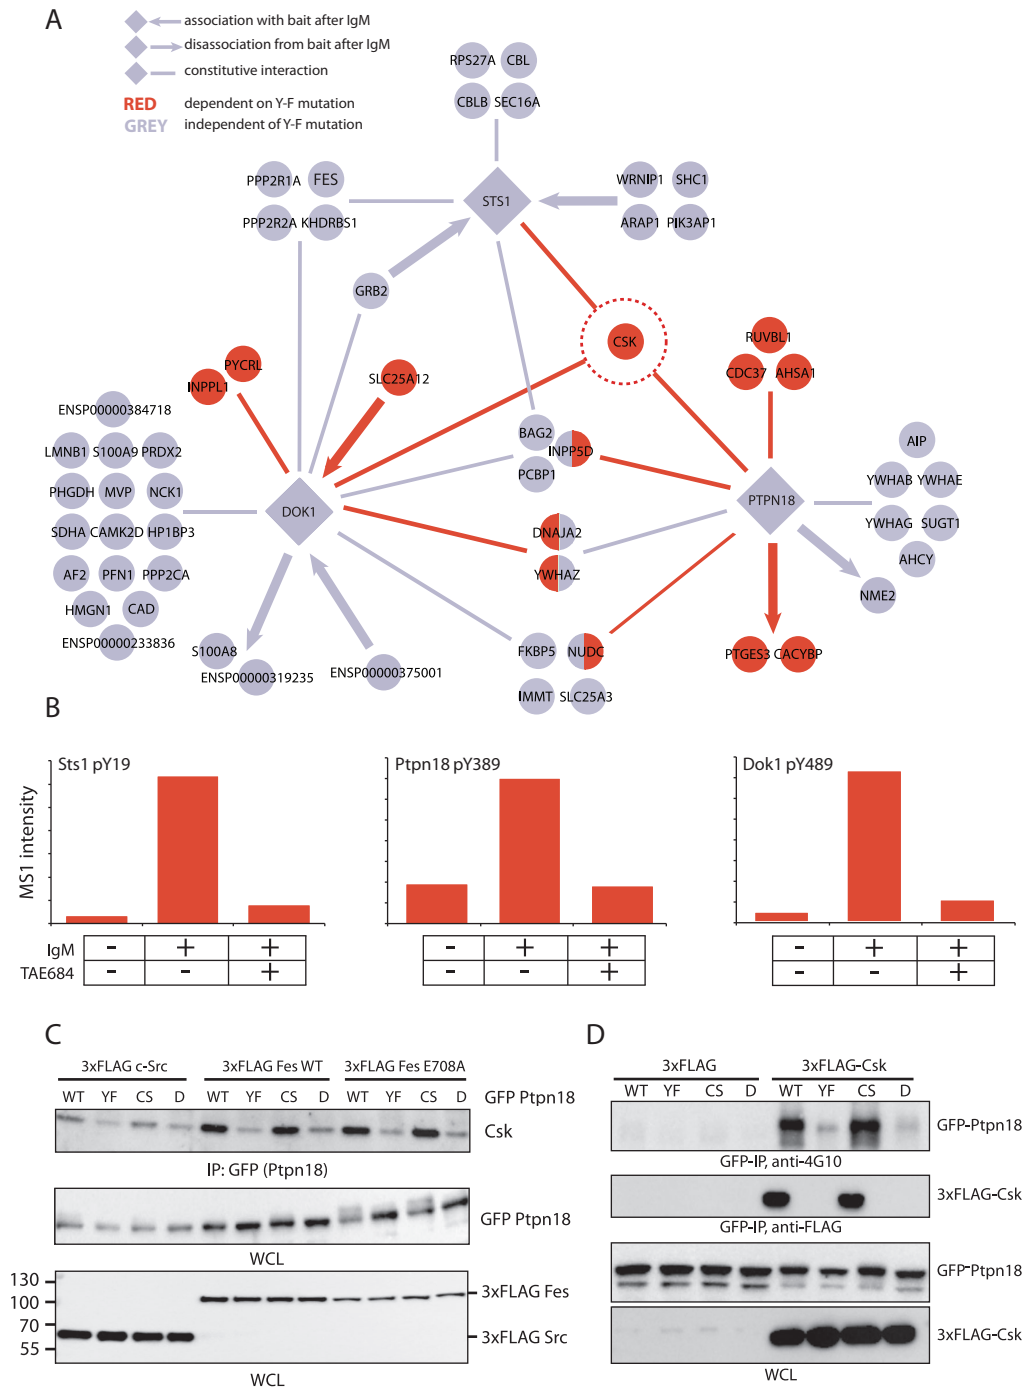 A
association with bait after IgM
disassociation from bait after IgM
constitutive interaction
RED dependent on Y-F mutation
GREY independent of Y-F mutation
RPS27A CBL
CBLB SEC16A
PPP2R1A FES
PPP2R2A KHDRBS1
STS1
WRNIP1 SHC1
ARAP1 PIK3AP1
GRB2
CSK
RUVBL1
CDC37 AHSA1
PYCRL
INPPL1
SLC25A12
ENSP00000384718
LMNB1 S100A9 PRDX2
PHGDH MVP NCK1
SDHA CAMK2D HP1BP3
AF2 PFN1 PPP2CA
HMGN1 CAD
ENSP00000233836
DOK1
BAG2
INPP5D
PCBP1
PTPN18
AIP
YWHAB YWHAE
YWHAG SUGT1
AHCY
NME2
DNAJA2
YWHAZ
S100A8
ENSP00000319235
ENSP00000375001
FKBP5 NUDC
IMMT SLC25A3
PTGES3 CACYBP
B
MS1 intensity
Sts1 pY19
Ptpn18 pY389
Dok1 pY489
IgM - + + - + + - + +
TAE684 - - + - - + - - +
C
3xFLAG c-Src 3xFLAG Fes WT 3xFLAG Fes E708A
WT YF CS D WT YF CS D WT YF CS D GFP Ptpn18
Csk
IP: GFP (Ptpn18)
GFP Ptpn18
WCL
130
100
70
55
3xFLAG Fes
3xFLAG Src
WCL
D
3xFLAG 3xFLAG-Csk
WT YF CS D WT YF CS D
GFP-Ptpn18
GFP-IP, anti-4G10
3xFLAG-Csk
GFP-IP, anti-FLAG
GFP-Ptpn18
3xFLAG-Csk
WCL